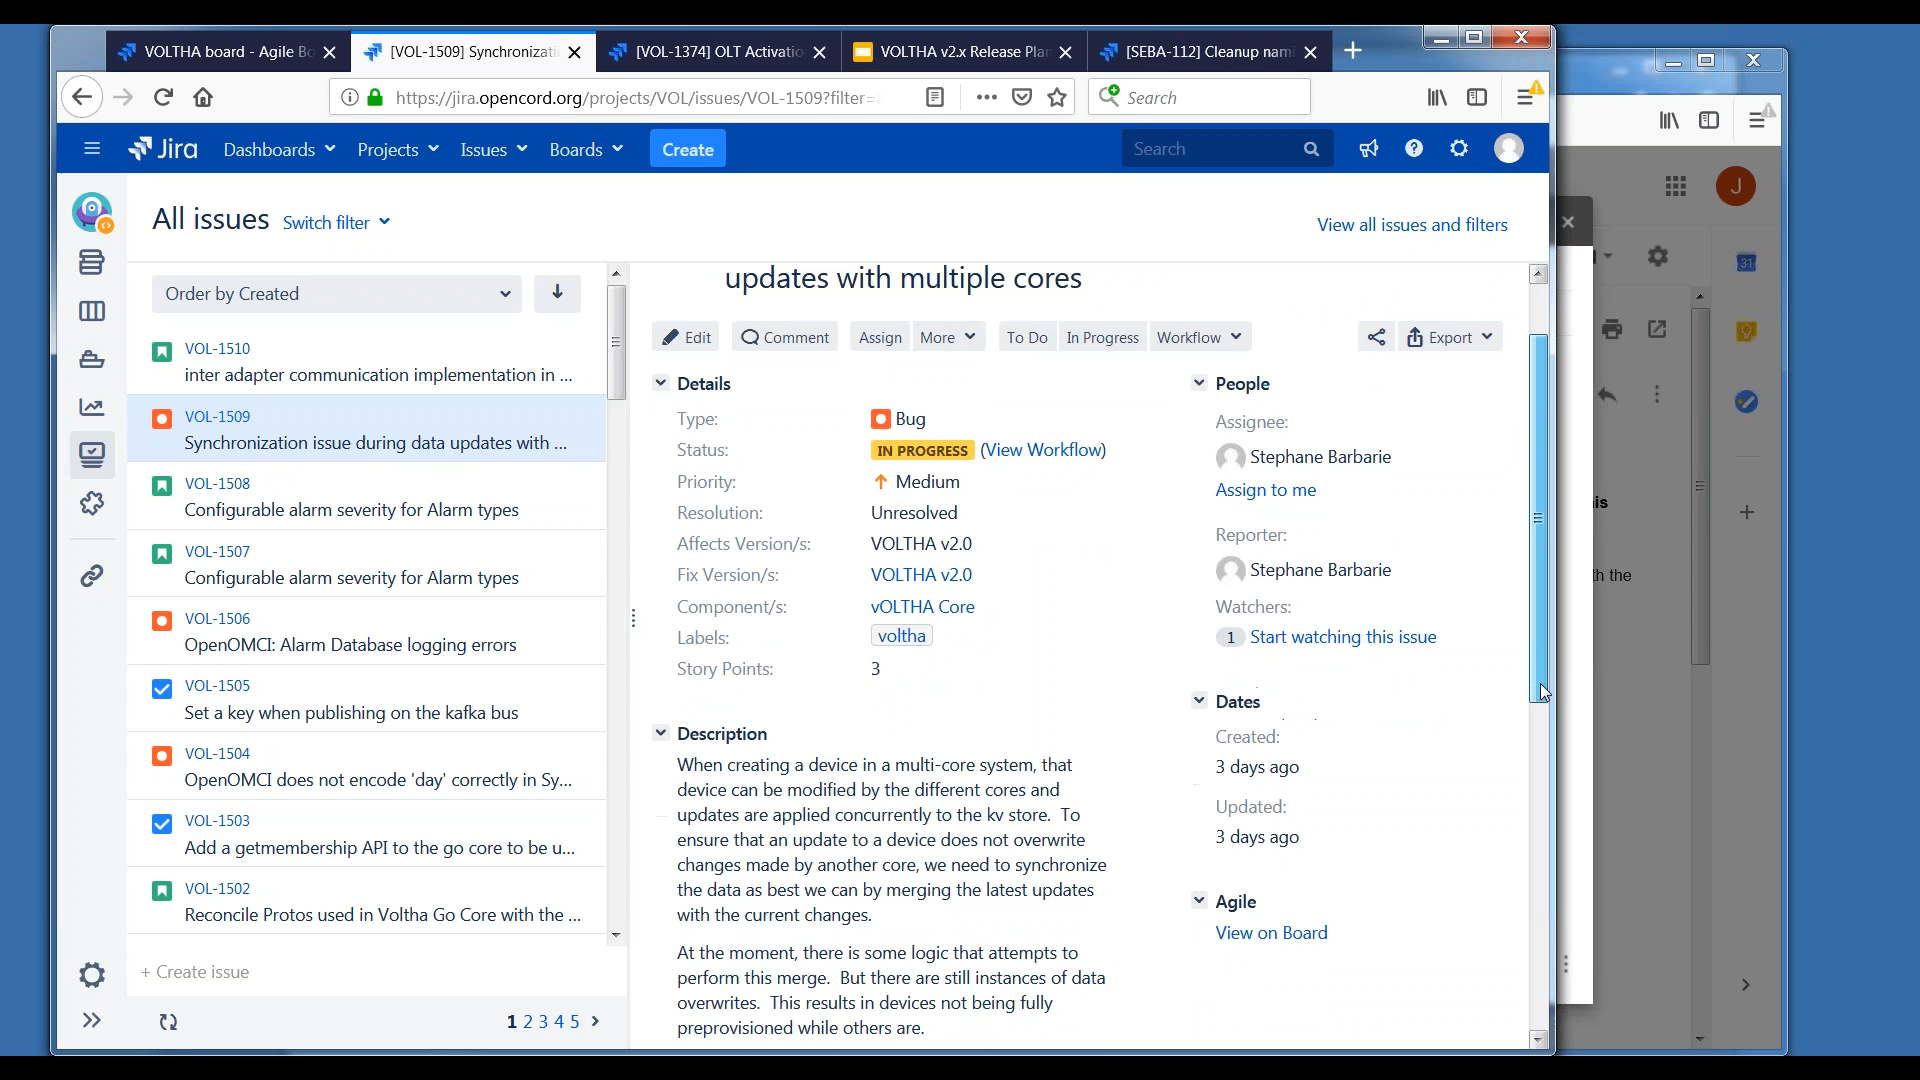 VOLTHA board - Agile Bo
[VOL-1509] Synchronizati
[VOL-1374] OLT Activatio
VOLTHA v2.x Release Plan
[SEBA-112] Cleanup nami
https://jira.opencord.org/projects/VOL/issues/VOL-1509?filter=
Search
Jira
Dashboards
Projects
Issues
Boards
Create
Search
J
All issues
Switch filter
View all issues and filters
31
Order by Created
updates with multiple cores
Edit
Comment
Assign
More
To Do
In Progress
Workflow
Export
VOL-1510
inter adapter communication implementation in ...
VOL-1509
Synchronization issue during data updates with ...
VOL-1508
Configurable alarm severity for Alarm types
VOL-1507
Configurable alarm severity for Alarm types
VOL-1506
OpenOMCI: Alarm Database logging errors
VOL-1505
Set a key when publishing on the kafka bus
VOL-1504
OpenOMCI does not encode 'day' correctly in Sy...
VOL-1503
Add a getmembership API to the go core to be u...
VOL-1502
Reconcile Protos used in Voltha Go Core with the ...
+ Create issue
1 2 3 4 5
Details
Type: Bug
Status: IN PROGRESS (View Workflow)
Priority: Medium
Resolution: Unresolved
Affects Version/s: VOLTHA v2.0
Fix Version/s: VOLTHA v2.0
Component/s: vOLTHA Core
Labels: voltha
Story Points: 3
Description
When creating a device in a multi-core system, that
device can be modified by the different cores and
updates are applied concurrently to the kv store. To
ensure that an update to a device does not overwrite
changes made by another core, we need to synchronize
the data as best we can by merging the latest updates
with the current changes.
At the moment, there is some logic that attempts to
perform this merge. But there are still instances of data
overwrites. This results in devices not being fully
preprovisioned while others are.
People
Assignee:
Stephane Barbarie
Assign to me
Reporter:
Stephane Barbarie
Watchers:
1 Start watching this issue
Dates
Created:
3 days ago
Updated:
3 days ago
Agile
View on Board
is
th the